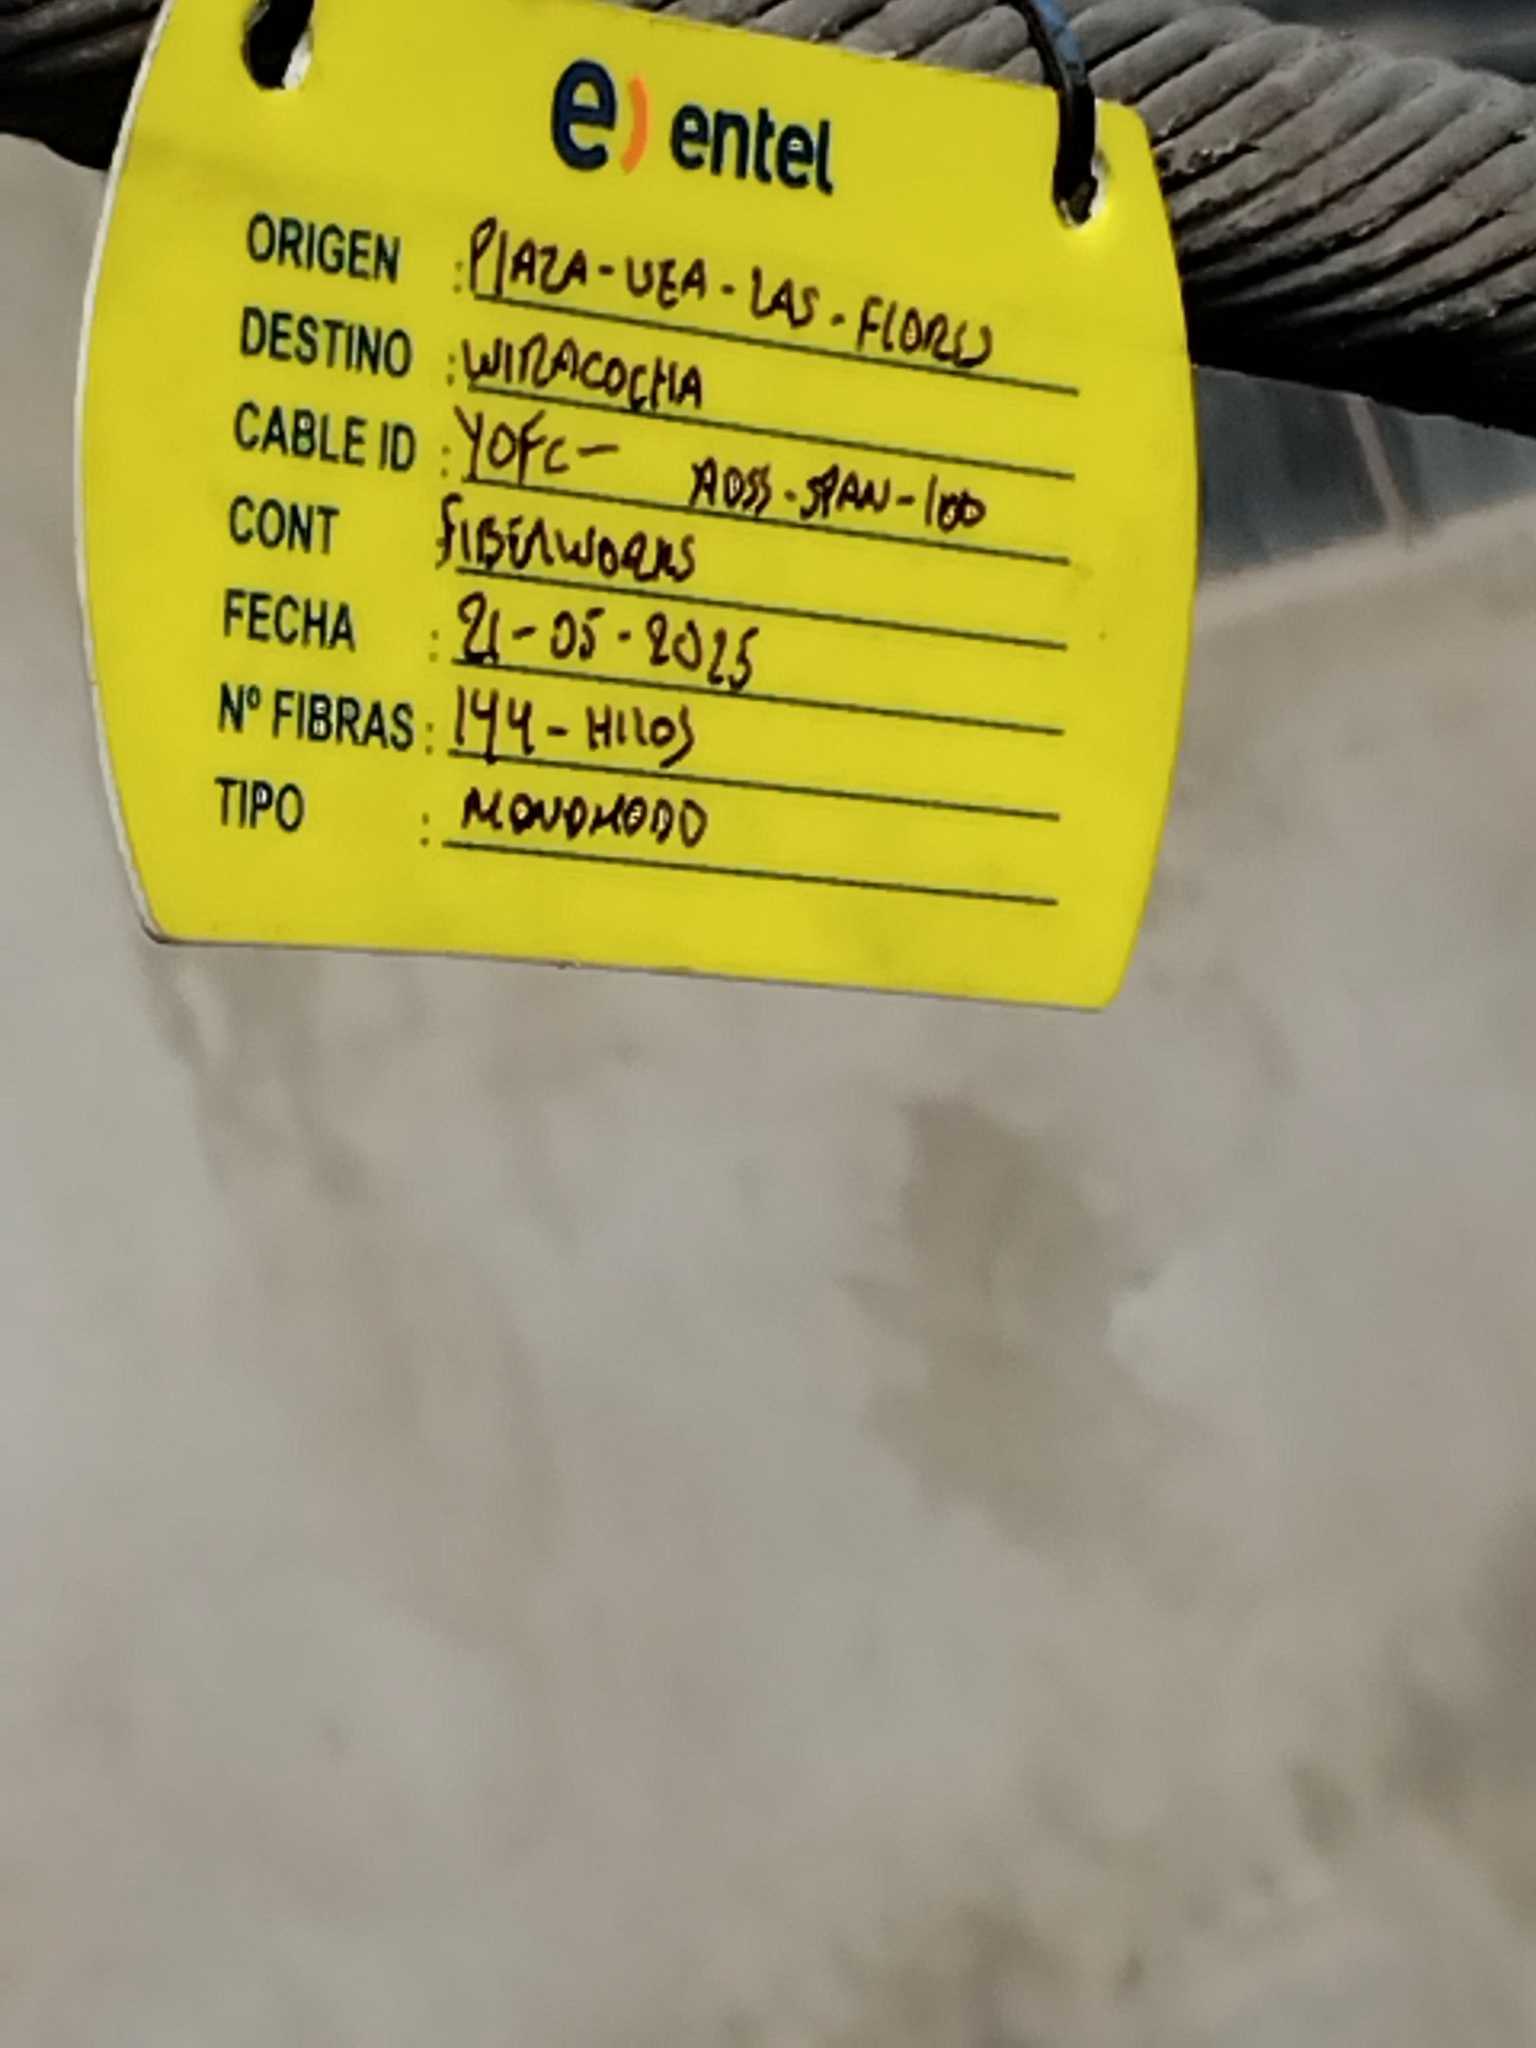 e) entel
ORIGEN : PlAZA - VEA - LAS - FLORES
DESTINO : WIRACOCHA
CABLE ID : YOFC - ADSS - SPAN - 100
CONT : FIBERWORKS
FECHA : 21 - 05 - 2025
Nº FIBRAS : 144 - HILOS
TIPO : MONOMODO